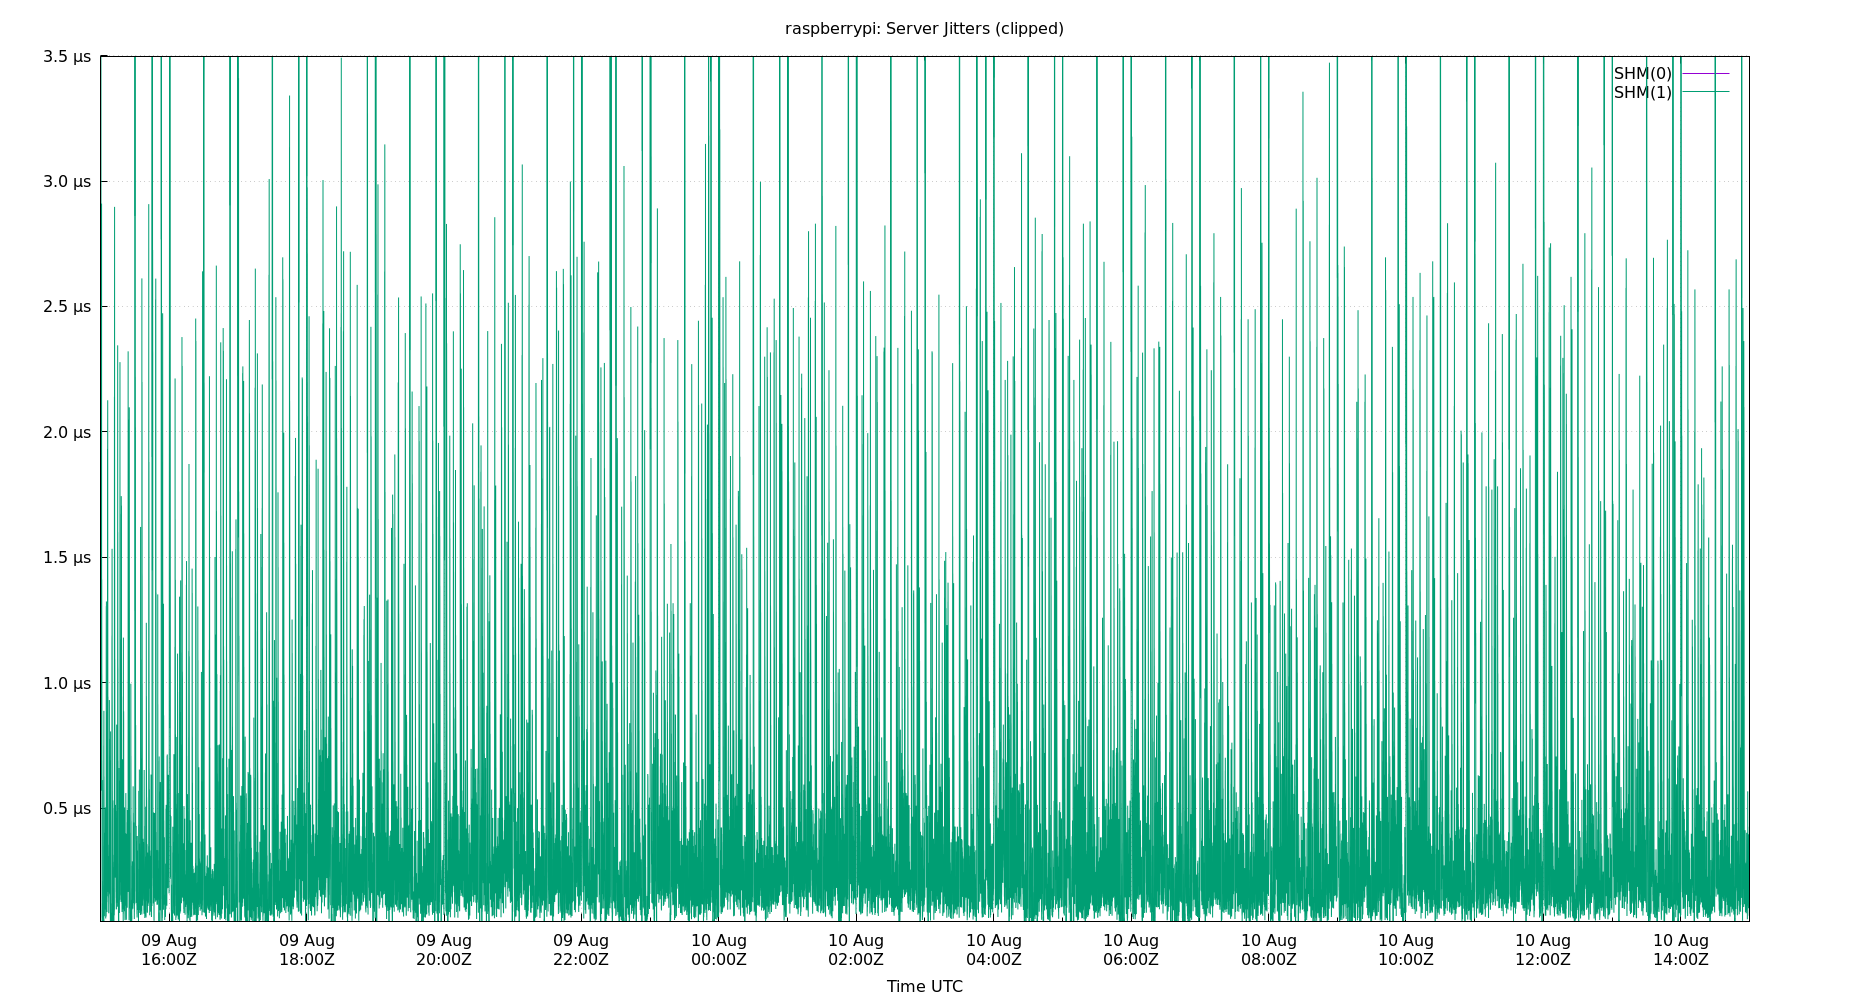 raspberrypi: Server Jitters (clipped)
3.5 µs
SHM(0)
SHM(1)
3.0 µs
2.5 µs
2.0 µs
1.5 µs
1.0 µs
0.5 µs
09 Aug 09 Aug 09 Aug 09 Aug 10 Aug 10 Aug 10 Aug 10 Aug 10 Aug 10 Aug 10 Aug 10 Aug
16:00Z 18:00Z 20:00Z 22:00Z 00:00Z 02:00Z 04:00Z 06:00Z 08:00Z 10:00Z 12:00Z 14:00Z
Time UTC